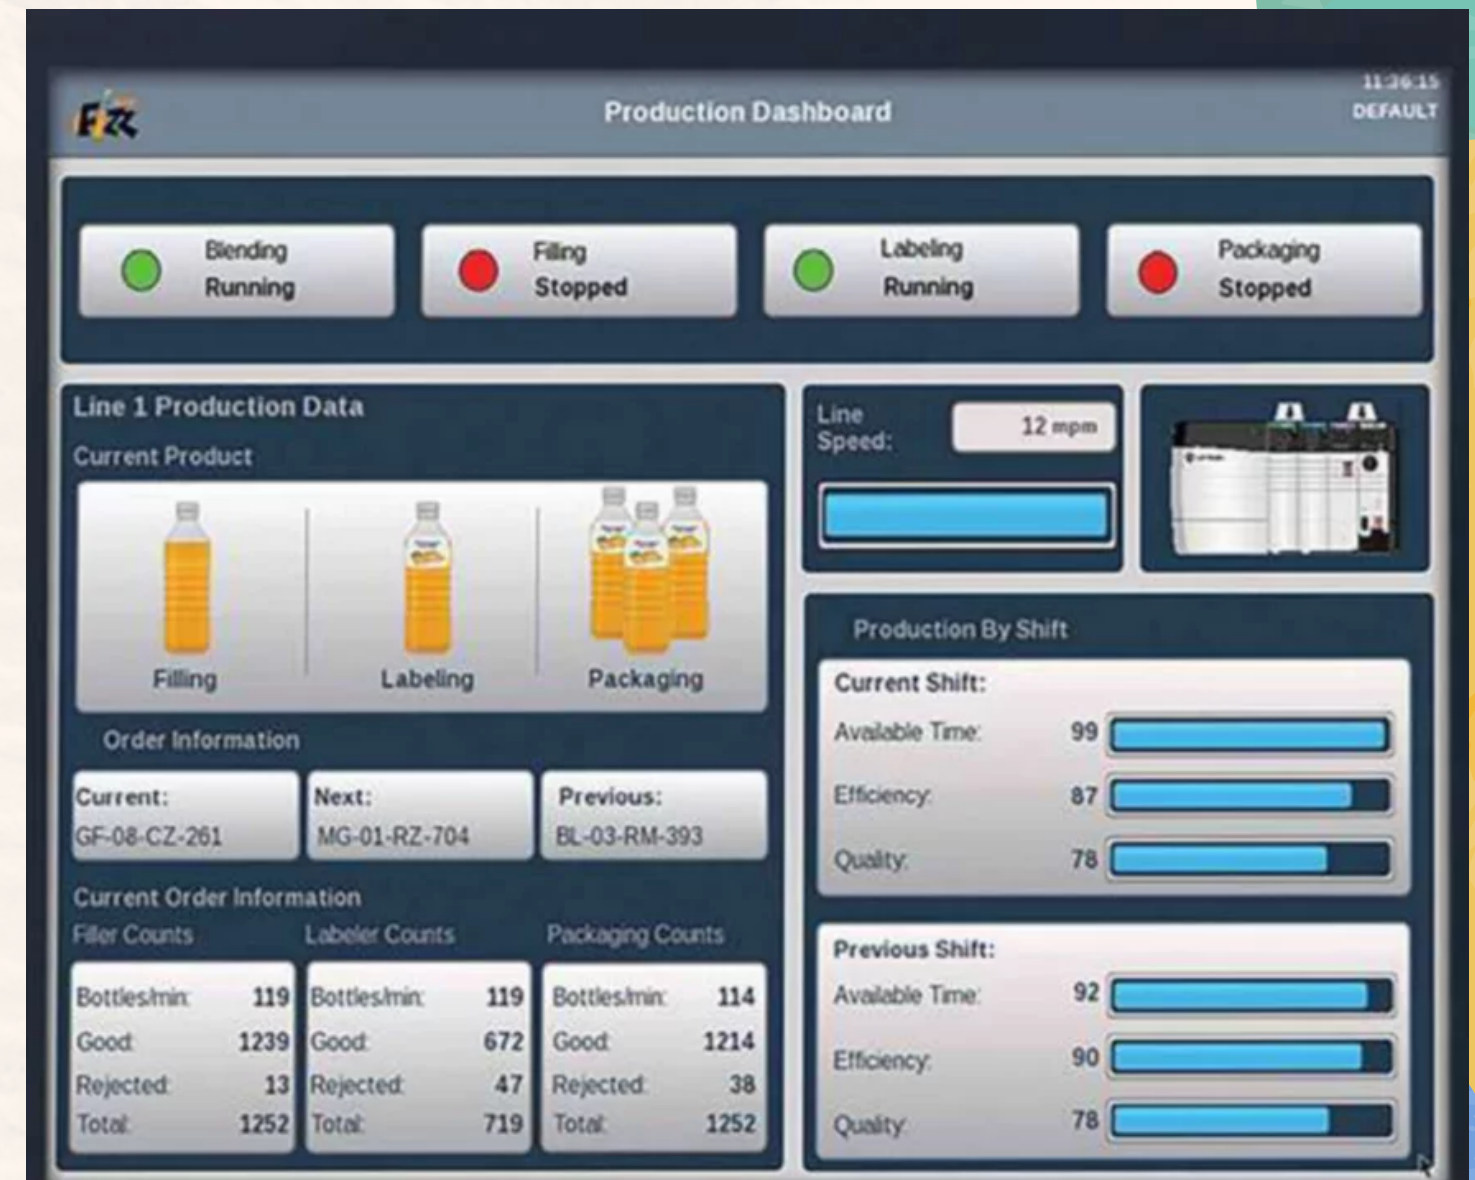 Fizz
Production Dashboard
11:36:15
DEFAULT
Blending
Running
Filling
Stopped
Labeling
Running
Packaging
Stopped
Line 1 Production Data
Current Product
Filling
Labeling
Packaging
Order Information
Current:
GF-08-CZ-261
Next:
MG-01-RZ-704
Previous:
BL-03-RM-393
Current Order Information
Filler Counts
Bottles/min: 119
Good: 1239
Rejected: 13
Total: 1252
Labeler Counts
Bottles/min: 119
Good: 672
Rejected: 47
Total: 719
Packaging Counts
Bottles/min: 114
Good: 1214
Rejected: 38
Total: 1252
Line
Speed:
12 mpm
Production By Shift
Current Shift:
Available Time: 99
Efficiency: 87
Quality: 78
Previous Shift:
Available Time: 92
Efficiency: 90
Quality: 78